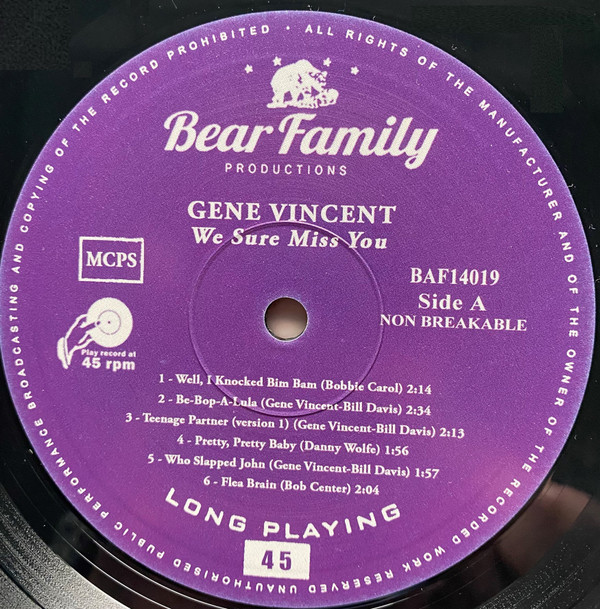 ALL RIGHTS OF THE MANUFACTURER AND OF THE OWNER OF THE RECORDED WORK RESERVED UNAUTHORISED PUBLIC PERFORMANCE BROADCASTING AND COPYING OF THE RECORD PROHIBITED •
Bear Family
PRODUCTIONS
GENE VINCENT
We Sure Miss You
MCPS
BAF14019
Side A
NON BREAKABLE
Play record at
45 rpm
1 - Well, I Knocked Bim Bam (Bobbie Carol) 2:14
2 - Be-Bop-A-Lula (Gene Vincent-Bill Davis) 2:34
3 - Teenage Partner (version 1) (Gene Vincent-Bill Davis) 2:13
4 - Pretty, Pretty Baby (Danny Wolfe) 1:56
5 - Who Slapped John (Gene Vincent-Bill Davis) 1:57
6 - Flea Brain (Bob Center) 2:04
LONG PLAYING
45